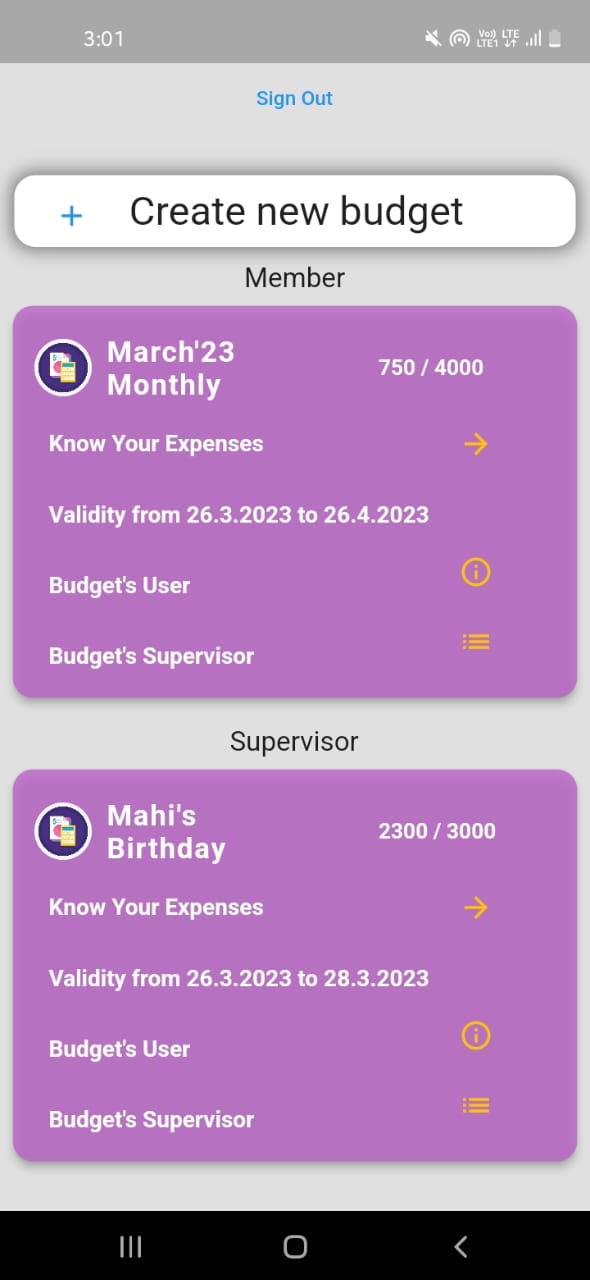 3:01
Vo)) LTE
LTE1
Sign Out
+ Create new budget
Member
March'23
Monthly
750 / 4000
Know Your Expenses
Validity from 26.3.2023 to 26.4.2023
Budget's User
Budget's Supervisor
Supervisor
Mahi's
Birthday
2300 / 3000
Know Your Expenses
Validity from 26.3.2023 to 28.3.2023
Budget's User
Budget's Supervisor